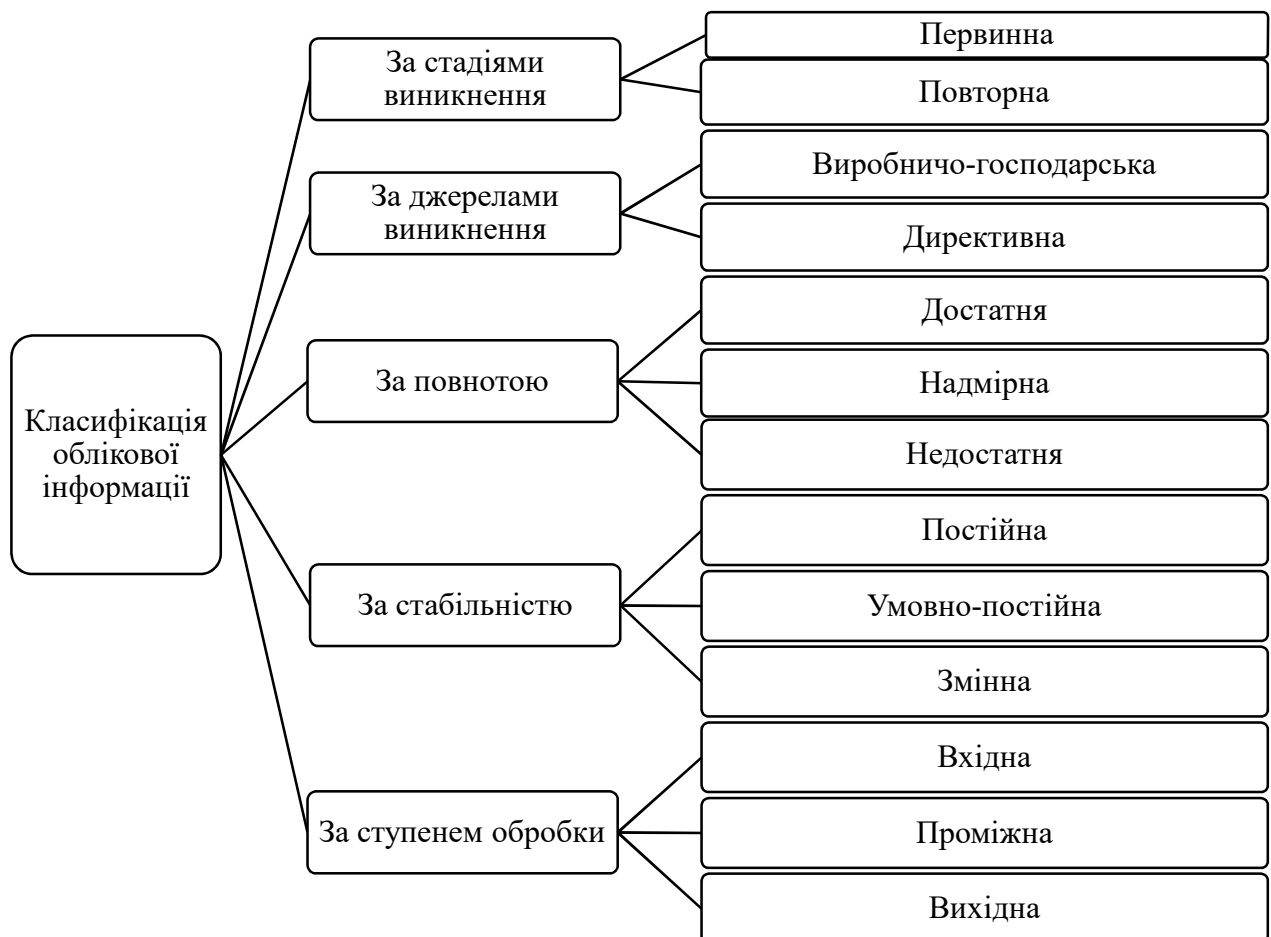 Класифікація
облікової
інформації
За стадіями
виникнення
Первинна
Повторна
За джерелами
виникнення
Виробничо-господарська
Директивна
За повнотою
Достатня
Надмірна
Недостатня
За стабільністю
Постійна
Умовно-постійна
Змінна
За ступенем обробки
Вхідна
Проміжна
Вихідна